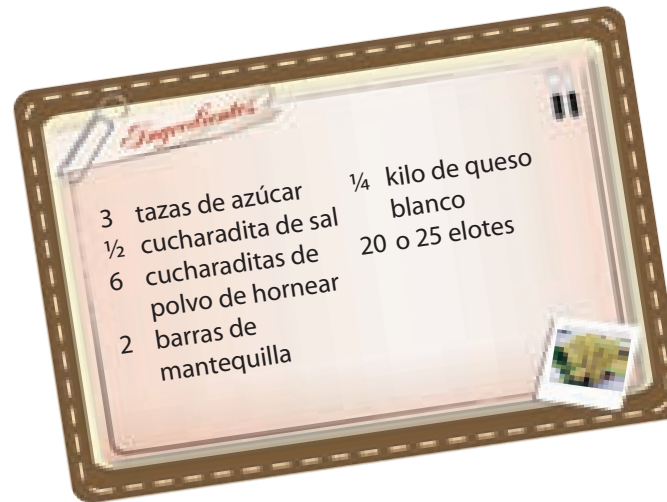 Ingredientes
3 tazas de azúcar
½ cucharadita de sal
6 cucharaditas de
polvo de hornear
2 barras de
mantequilla
¼ kilo de queso
blanco
20 o 25 elotes